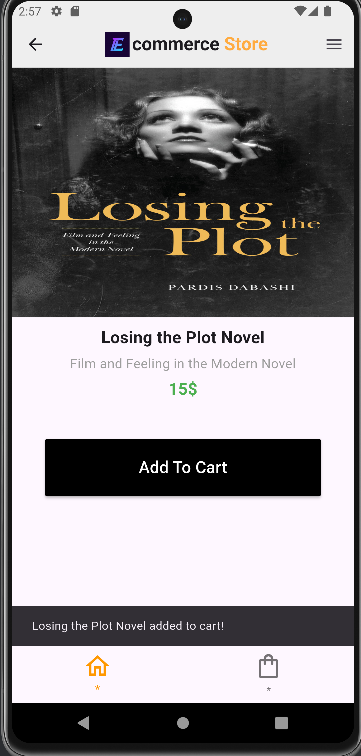 2:57
E commerce Store
Losing the
Film and Feeling
in the
Modern Novel
Plot
PARDIS DABASHI
Losing the Plot Novel
Film and Feeling in the Modern Novel
15$
Add To Cart
Losing the Plot Novel added to cart!
* *